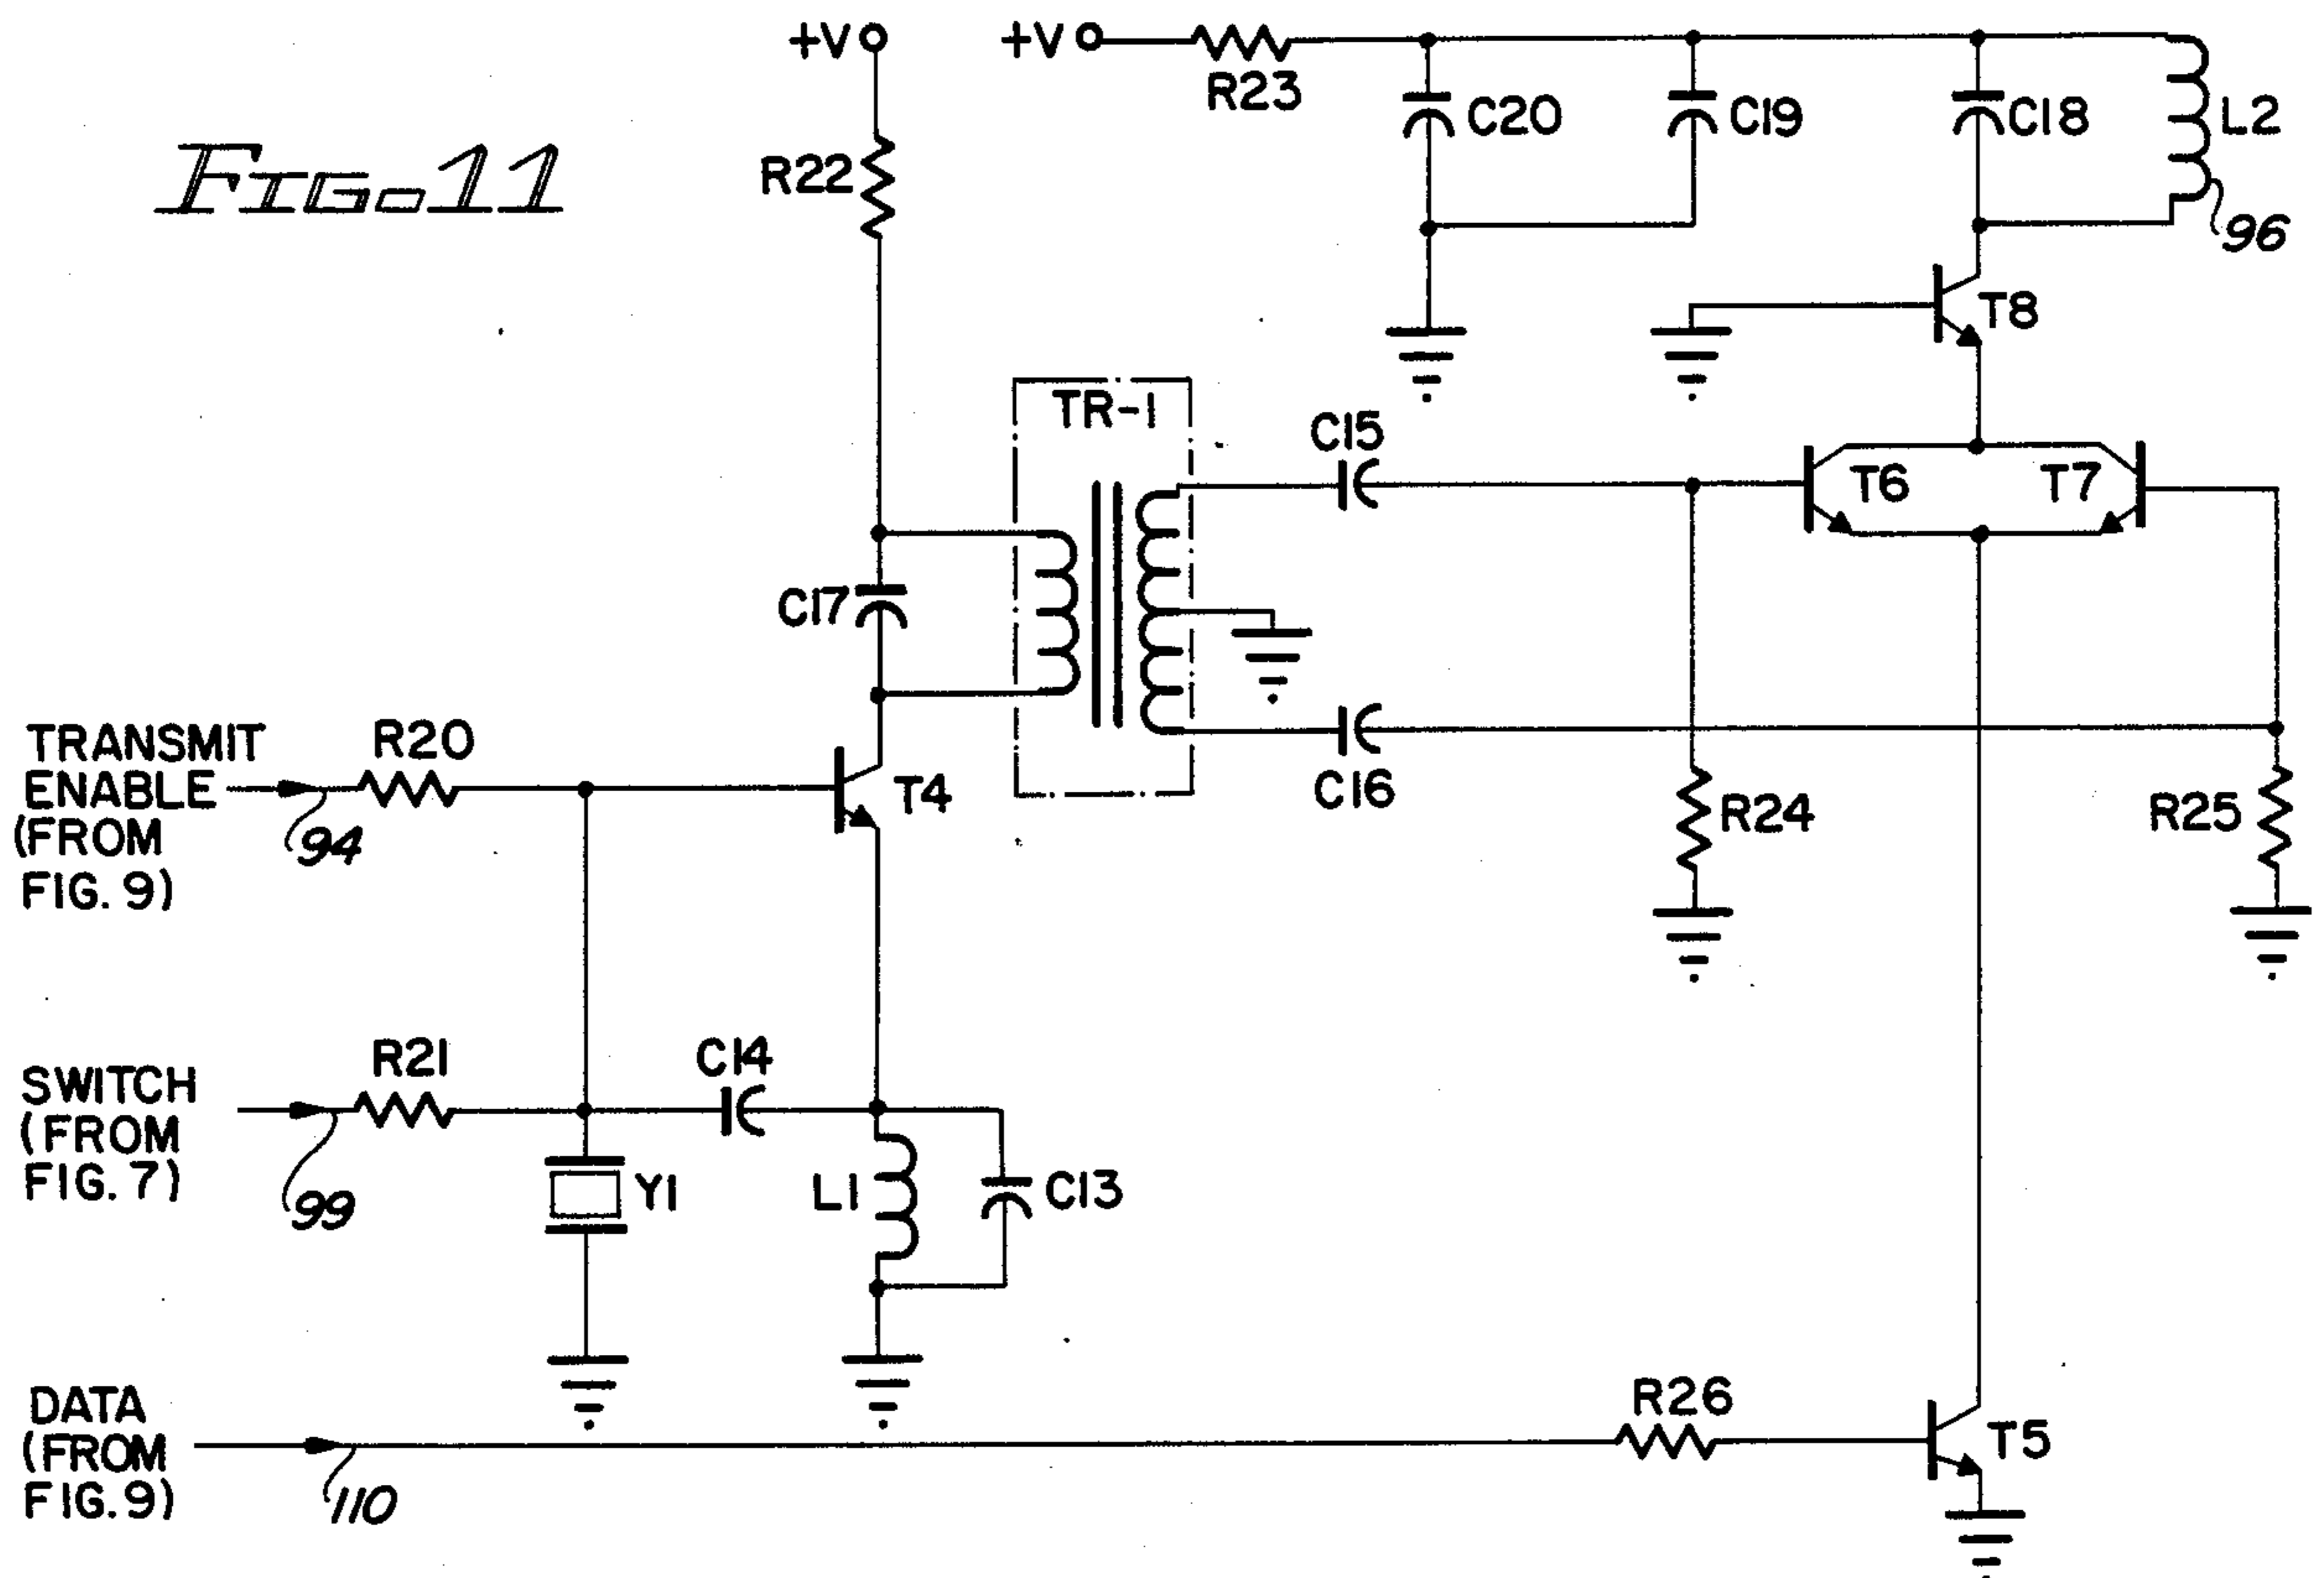 +V
+V
R23
C20
C19
C18
L2
FIG. 11
R22
96
T8
TR-1
C15
T6
T7
C17
TRANSMIT
ENABLE
(FROM
FIG. 9)
R20
94
T4
C16
R24
R25
SWITCH
(FROM
FIG. 7)
R21
99
C14
Y1
L1
C13
DATA
(FROM
FIG. 9)
110
R26
T5